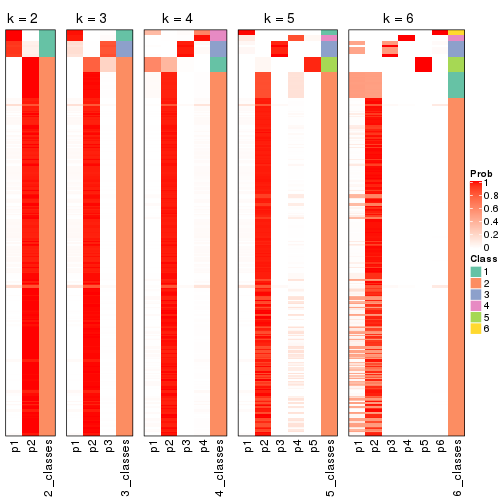 k = 2
k = 3
k = 4
k = 5
k = 6
Prob
1
0.8
0.6
0.4
0.2
0
Class
1
2
3
4
5
6
p1
p2
2_classes
p1
p2
p3
3_classes
p1
p2
p3
p4
4_classes
p1
p2
p3
p4
p5
5_classes
p1
p2
p3
p4
p5
p6
6_classes